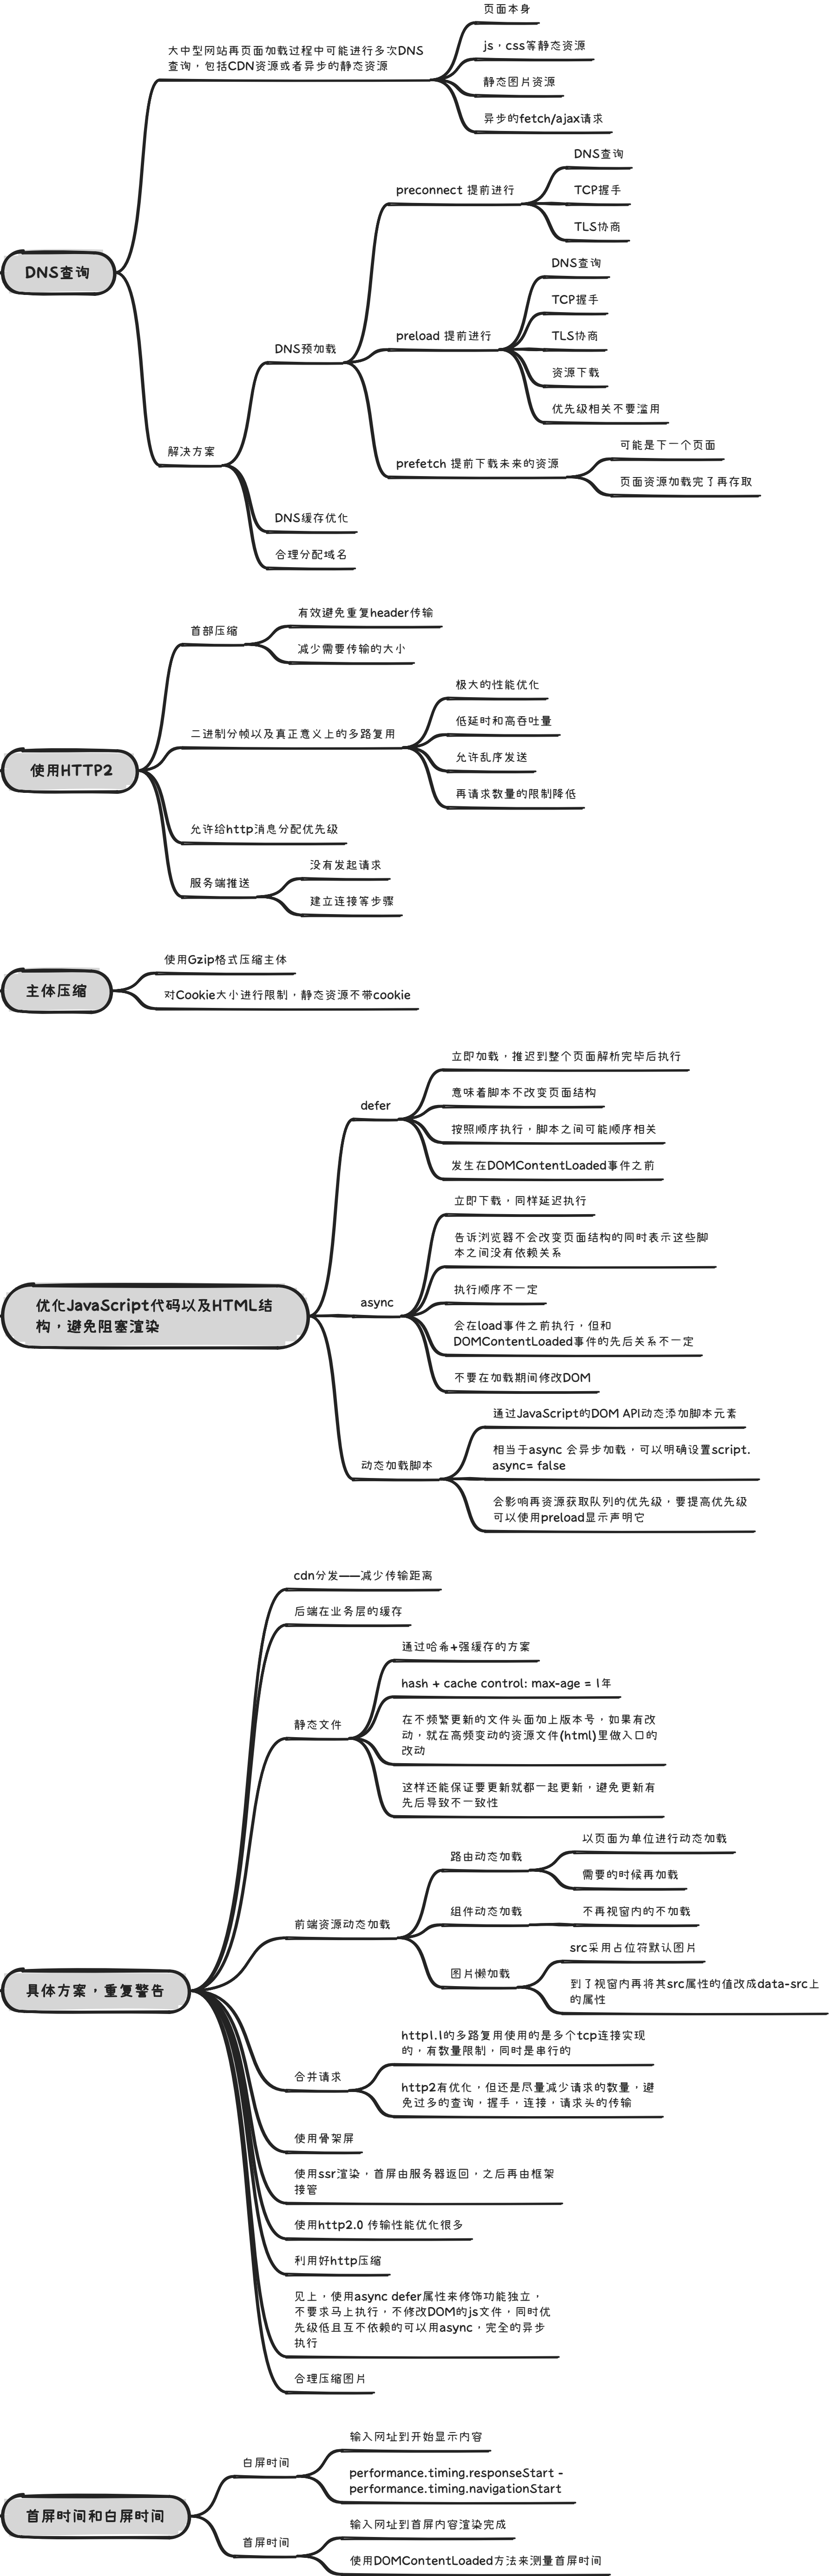 DNS查询
大中型网站再页面加载过程中可能进行多次DNS
查询，包括CDN资源或者异步的静态资源
页面本身
js，css等静态资源
静态图片资源
异步的fetch/ajax请求
解决方案
DNS预加载
preconnect 提前进行
DNS查询
TCP握手
TLS协商
preload 提前进行
DNS查询
TCP握手
TLS协商
资源下载
优先级相关不要滥用
prefetch 提前下载未来的资源
可能是下一个页面
页面资源加载完了再存取
DNS缓存优化
合理分配域名
使用HTTP2
首部压缩
有效避免重复header传输
减少需要传输的大小
二进制分帧以及真正意义上的多路复用
极大的性能优化
低延时和高吞吐量
允许乱序发送
再请求数量的限制降低
允许给http消息分配优先级
服务端推送
没有发起请求
建立连接等步骤
主体压缩
使用Gzip格式压缩主体
对Cookie大小进行限制，静态资源不带cookie
优化JavaScript代码以及HTML结
构，避免阻塞渲染
defer
立即加载，推迟到整个页面解析完毕后执行
意味着脚本不改变页面结构
按照顺序执行，脚本之间可能顺序相关
发生在DOMContentLoaded事件之前
async
立即下载，同样延迟执行
告诉浏览器不会改变页面结构的同时表示这些脚
本之间没有依赖关系
执行顺序不一定
会在load事件之前执行，但和
DOMContentLoaded事件的先后关系不一定
不要在加载期间修改DOM
动态加载脚本
通过JavaScript的DOM API动态添加脚本元素
相当于async 会异步加载，可以明确设置script.
async= false
会影响再资源获取队列的优先级，要提高优先级
可以使用preload显示声明它
具体方案，重复警告
cdn分发——减少传输距离
后端在业务层的缓存
静态文件
通过哈希+强缓存的方案
hash + cache control: max-age = 1年
在不频繁更新的文件头面加上版本号，如果有改
动，就在高频变动的资源文件(html)里做入口的
改动
这样还能保证要更新就都一起更新，避免更新有
先后导致不一致性
前端资源动态加载
路由动态加载
以页面为单位进行动态加载
需要的时候再加载
组件动态加载
不再视窗内的不加载
图片懒加载
src采用占位符默认图片
到了视窗内再将其src属性的值改成data-src上
的属性
合并请求
http1.1的多路复用使用的是多个tcp连接实现
的，有数量限制，同时是串行的
http2有优化，但还是尽量减少请求的数量，避
免过多的查询，握手，连接，请求头的传输
使用骨架屏
使用ssr渲染，首屏由服务器返回，之后再由框架
接管
使用http2.0 传输性能优化很多
利用好http压缩
见上，使用async defer属性来修饰功能独立，
不要求马上执行，不修改DOM的js文件，同时优
先级低且互不依赖的可以用async，完全的异步
执行
合理压缩图片
首屏时间和白屏时间
白屏时间
输入网址到开始显示内容
performance.timing.responseStart -
performance.timing.navigationStart
首屏时间
输入网址到首屏内容渲染完成
使用DOMContentLoaded方法来测量首屏时间